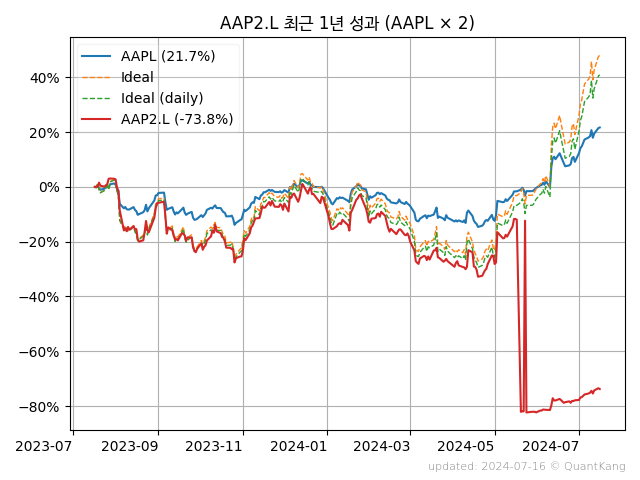 AAP2.L 최근 1년 성과 (AAPL × 2)
AAPL (21.7%)
Ideal
Ideal (daily)
AAP2.L (-73.8%)
40%
20%
0%
−20%
−40%
−60%
−80%
2023-07 2023-09 2023-11 2024-01 2024-03 2024-05 2024-07
updated: 2024-07-16 © QuantKang